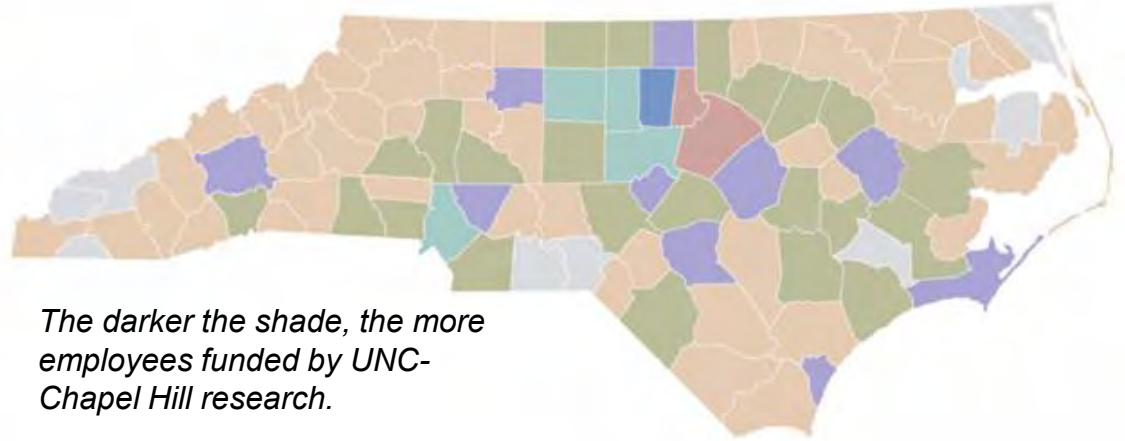 The darker the shade, the more
employees funded by UNC-
Chapel Hill research.